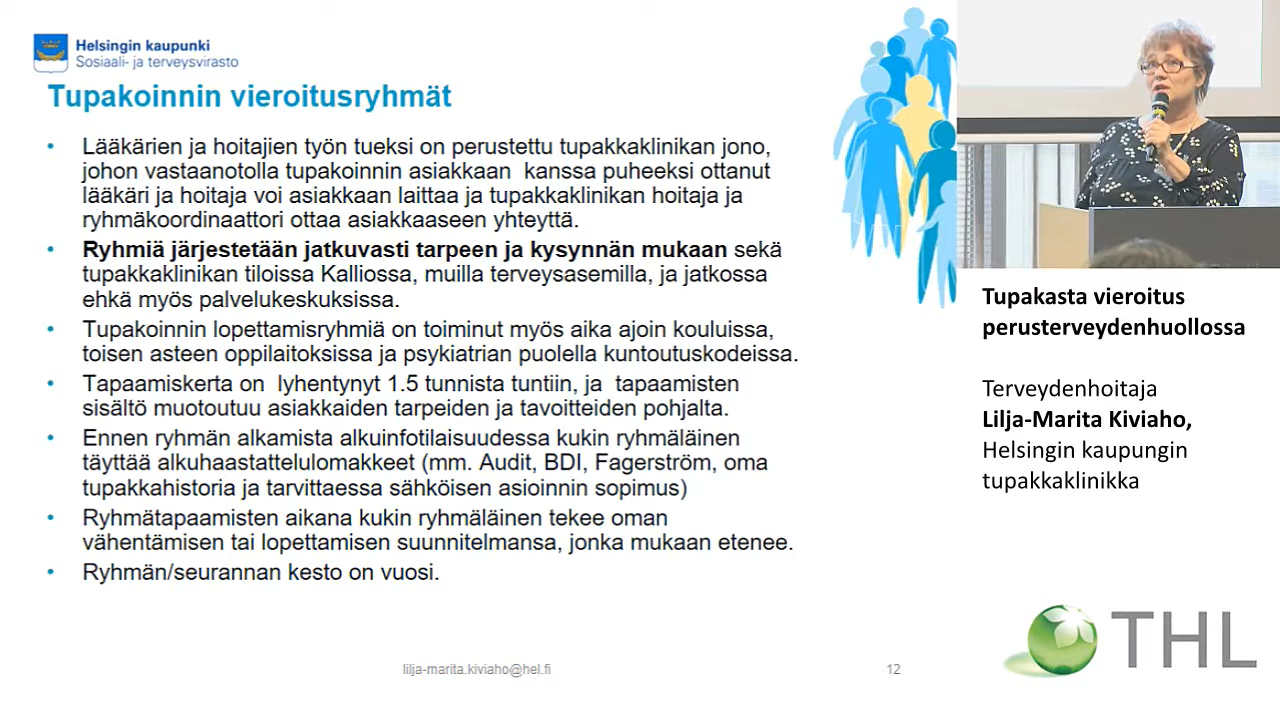 Helsingin kaupunki
Sosiaali- ja terveysvirasto
Tupakoinnin vieroitusryhmät
• Lääkärien ja hoitajien työn tueksi on perustettu tupakkaklinikan jono,
johon vastaanotolla tupakoinnin asiakkaan kanssa puheeksi ottanut
lääkäri ja hoitaja voi asiakkaan laittaa ja tupakkaklinikan hoitaja ja
ryhmäkoordinaattori ottaa asiakkaaseen yhteyttä.
• Ryhmiä järjestetään jatkuvasti tarpeen ja kysynnän mukaan sekä
tupakkaklinikan tiloissa Kalliossa, muilla terveysasemilla, ja jatkossa
ehkä myös palvelukeskuksissa.
• Tupakoinnin lopettamisryhmiä on toiminut myös aika ajoin kouluissa,
toisen asteen oppilaitoksissa ja psykiatrian puolella kuntoutuskodeissa.
• Tapaamiskerta on lyhentynyt 1.5 tunnista tuntiin, ja tapaamisten
sisältö muotoutuu asiakkaiden tarpeiden ja tavoitteiden pohjalta.
• Ennen ryhmän alkamista alkuinfotilaisuudessa kukin ryhmäläinen
täyttää alkuhaastattelulomakkeet (mm. Audit, BDI, Fagerström, oma
tupakkahistoria ja tarvittaessa sähköisen asioinnin sopimus)
• Ryhmätapaamisten aikana kukin ryhmäläinen tekee oman
vähentämisen tai lopettamisen suunnitelmansa, jonka mukaan etenee.
• Ryhmän/seurannan kesto on vuosi.
lilja-marita.kiviaho@hel.fi
12
Tupakasta vieroitus
perusterveydenhuollossa
Terveydenhoitaja
Lilja-Marita Kiviaho,
Helsingin kaupungin
tupakkaklinikka
THL